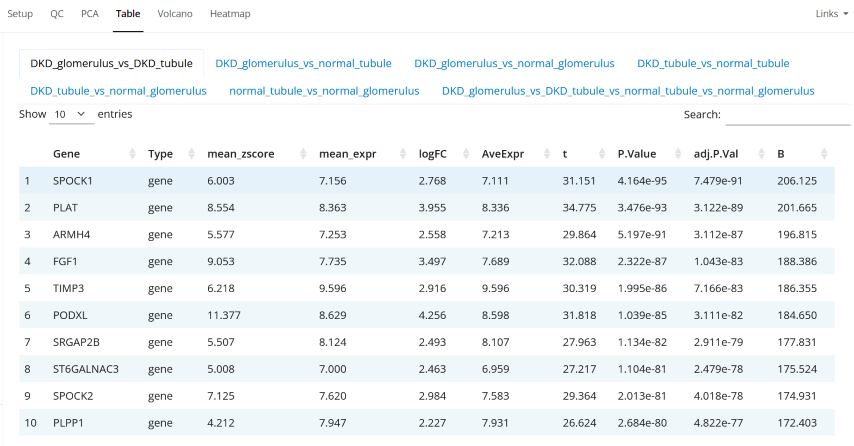 Setup QC PCA Table Volcano Heatmap Links
DKD_glomerulus_vs_DKD_tubule DKD_glomerulus_vs_normal_tubule DKD_glomerulus_vs_normal_glomerulus DKD_tubule_vs_normal_tubule
DKD_tubule_vs_normal_glomerulus normal_tubule_vs_normal_glomerulus DKD_glomerulus_vs_DKD_tubule_vs_normal_tubule_vs_normal_glomerulus
Show 10 entries Search:
Gene Type mean_zscore mean_expr logFC AveExpr t P.Value adj.P.Val B
1 SPOCK1 gene 6.003 7.156 2.768 7.111 31.151 4.164e-95 7.479e-91 206.125
2 PLAT gene 8.554 8.363 3.955 8.336 34.775 3.476e-93 3.122e-89 201.665
3 ARMH4 gene 5.577 7.253 2.558 7.213 29.864 5.197e-91 3.112e-87 196.815
4 FGF1 gene 9.053 7.735 3.497 7.689 32.088 2.322e-87 1.043e-83 188.386
5 TIMP3 gene 6.218 9.596 2.916 9.596 30.319 1.995e-86 7.166e-83 186.355
6 PODXL gene 11.377 8.629 4.256 8.598 31.818 1.039e-85 3.111e-82 184.650
7 SRGAP2B gene 5.507 8.124 2.493 8.107 27.963 1.134e-82 2.911e-79 177.831
8 ST6GALNAC3 gene 5.008 7.000 2.463 6.959 27.217 1.104e-81 2.479e-78 175.524
9 SPOCK2 gene 7.125 7.620 2.984 7.583 29.364 2.013e-81 4.018e-78 174.931
10 PLPP1 gene 4.212 7.947 2.227 7.931 26.624 2.684e-80 4.822e-77 172.403